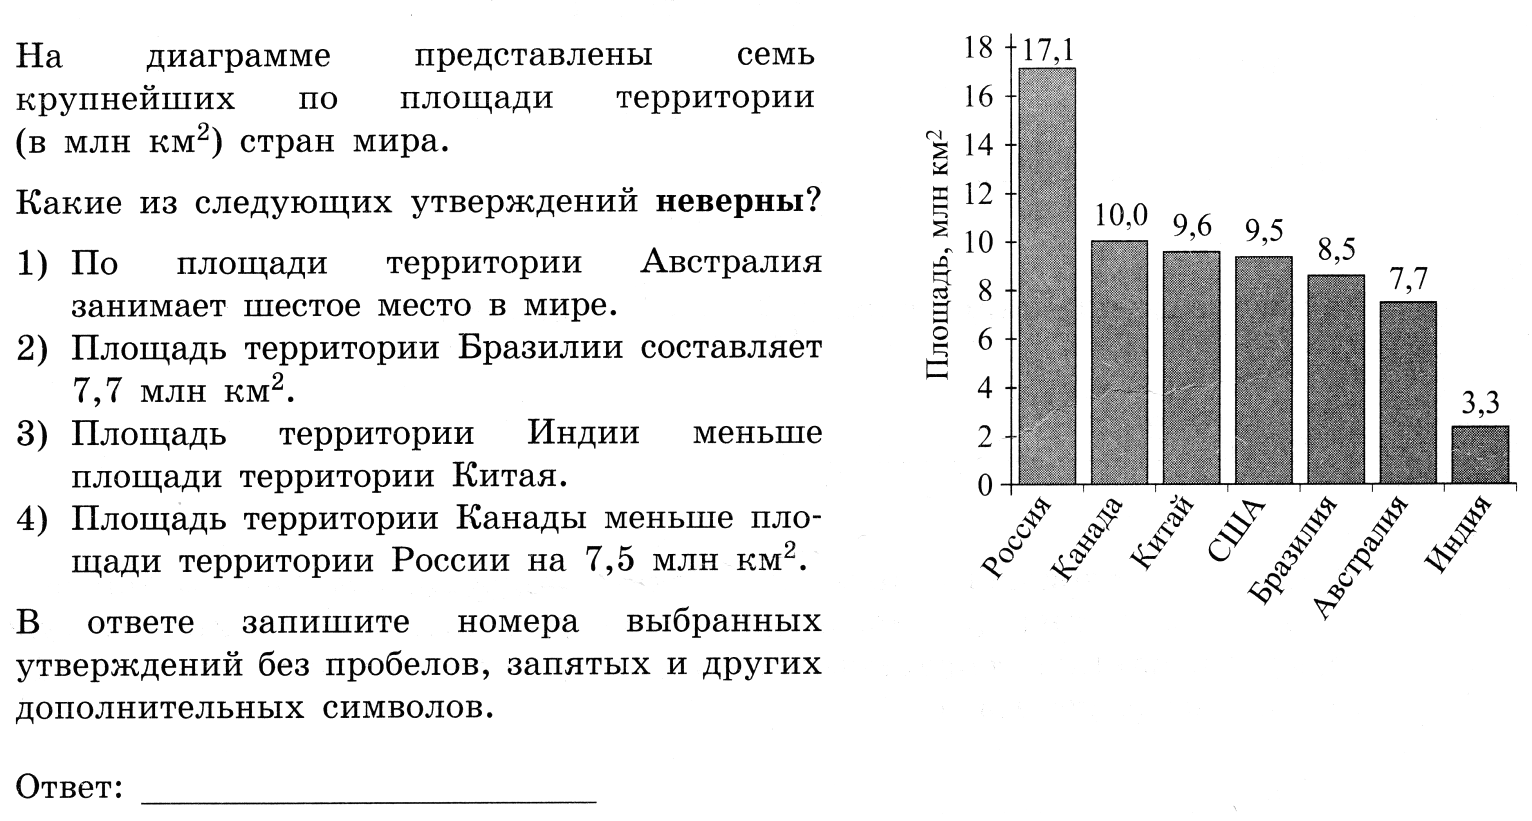 На диаграмме представлены семь
крупнейших по площади территории
(в млн км²) стран мира.
Какие из следующих утверждений неверны?
1) По площади территории Австралия
занимает шестое место в мире.
2) Площадь территории Бразилии составляет
7,7 млн км².
3) Площадь территории Индии меньше
площади территории Китая.
4) Площадь территории Канады меньше пло-
щади территории России на 7,5 млн км².
В ответе запишите номера выбранных
утверждений без пробелов, запятых и других
дополнительных символов.
Ответ:
Площадь, млн км²
18
16
14
12
10
8
6
4
2
0
17,1
10,0
9,6
9,5
8,5
7,7
3,3
Россия
Канада
Китай
США
Бразилия
Австралия
Индия